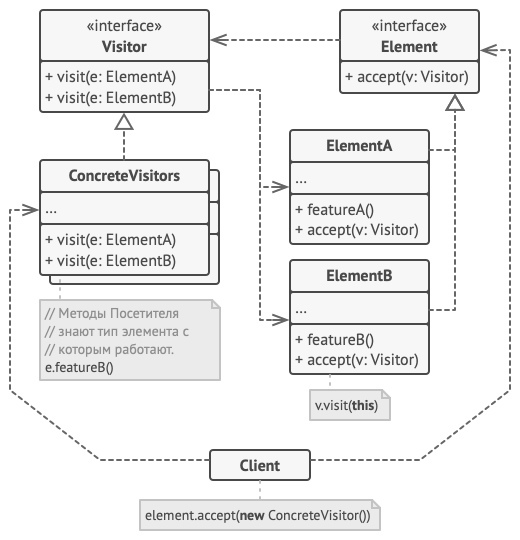 «interface»
Visitor
+ visit(e: ElementA)
+ visit(e: ElementB)
«interface»
Element
+ accept(v: Visitor)
ConcreteVisitors
...
+ visit(e: ElementA)
+ visit(e: ElementB)
// Методы Посетителя
// знают тип элемента с
// которым работают.
e.featureB()
ElementA
...
+ featureA()
+ accept(v: Visitor)
ElementB
...
+ featureB()
+ accept(v: Visitor)
v.visit(this)
Client
element.accept(new ConcreteVisitor())